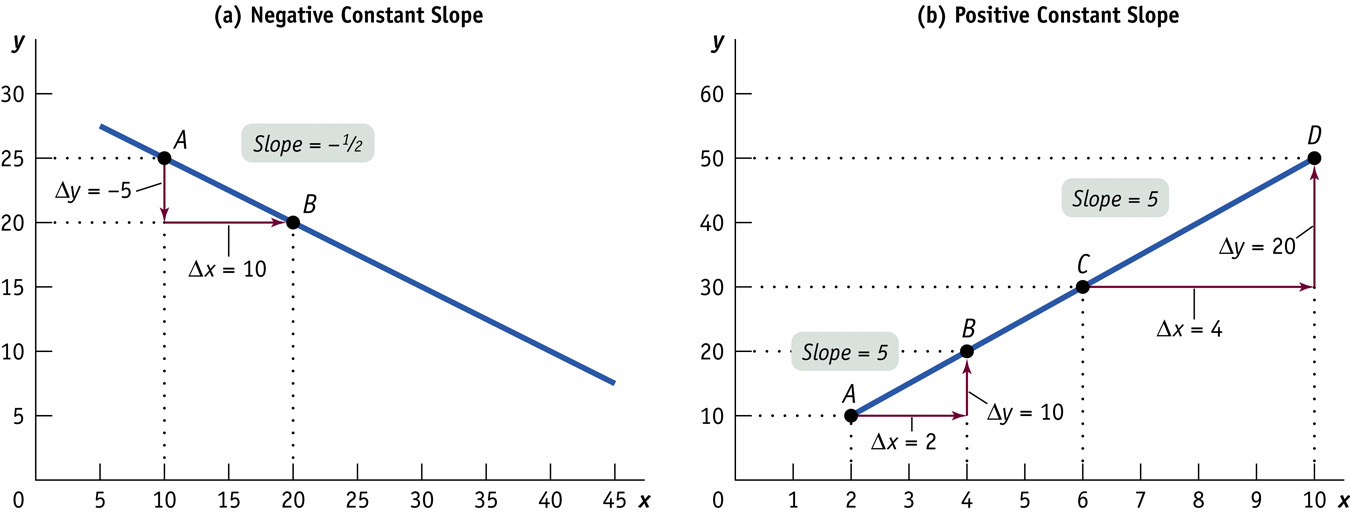 (a) Negative Constant Slope
y
30
25
20
15
10
5
0
5 10 15 20 25 30 35 40 45 x
A
Slope = –1/2
Δy = –5
B
Δx = 10
(b) Positive Constant Slope
y
60
50
40
30
20
10
0
1 2 3 4 5 6 7 8 9 10 x
D
Slope = 5
Δy = 20
C
Δx = 4
B
Slope = 5
A
Δy = 10
Δx = 2